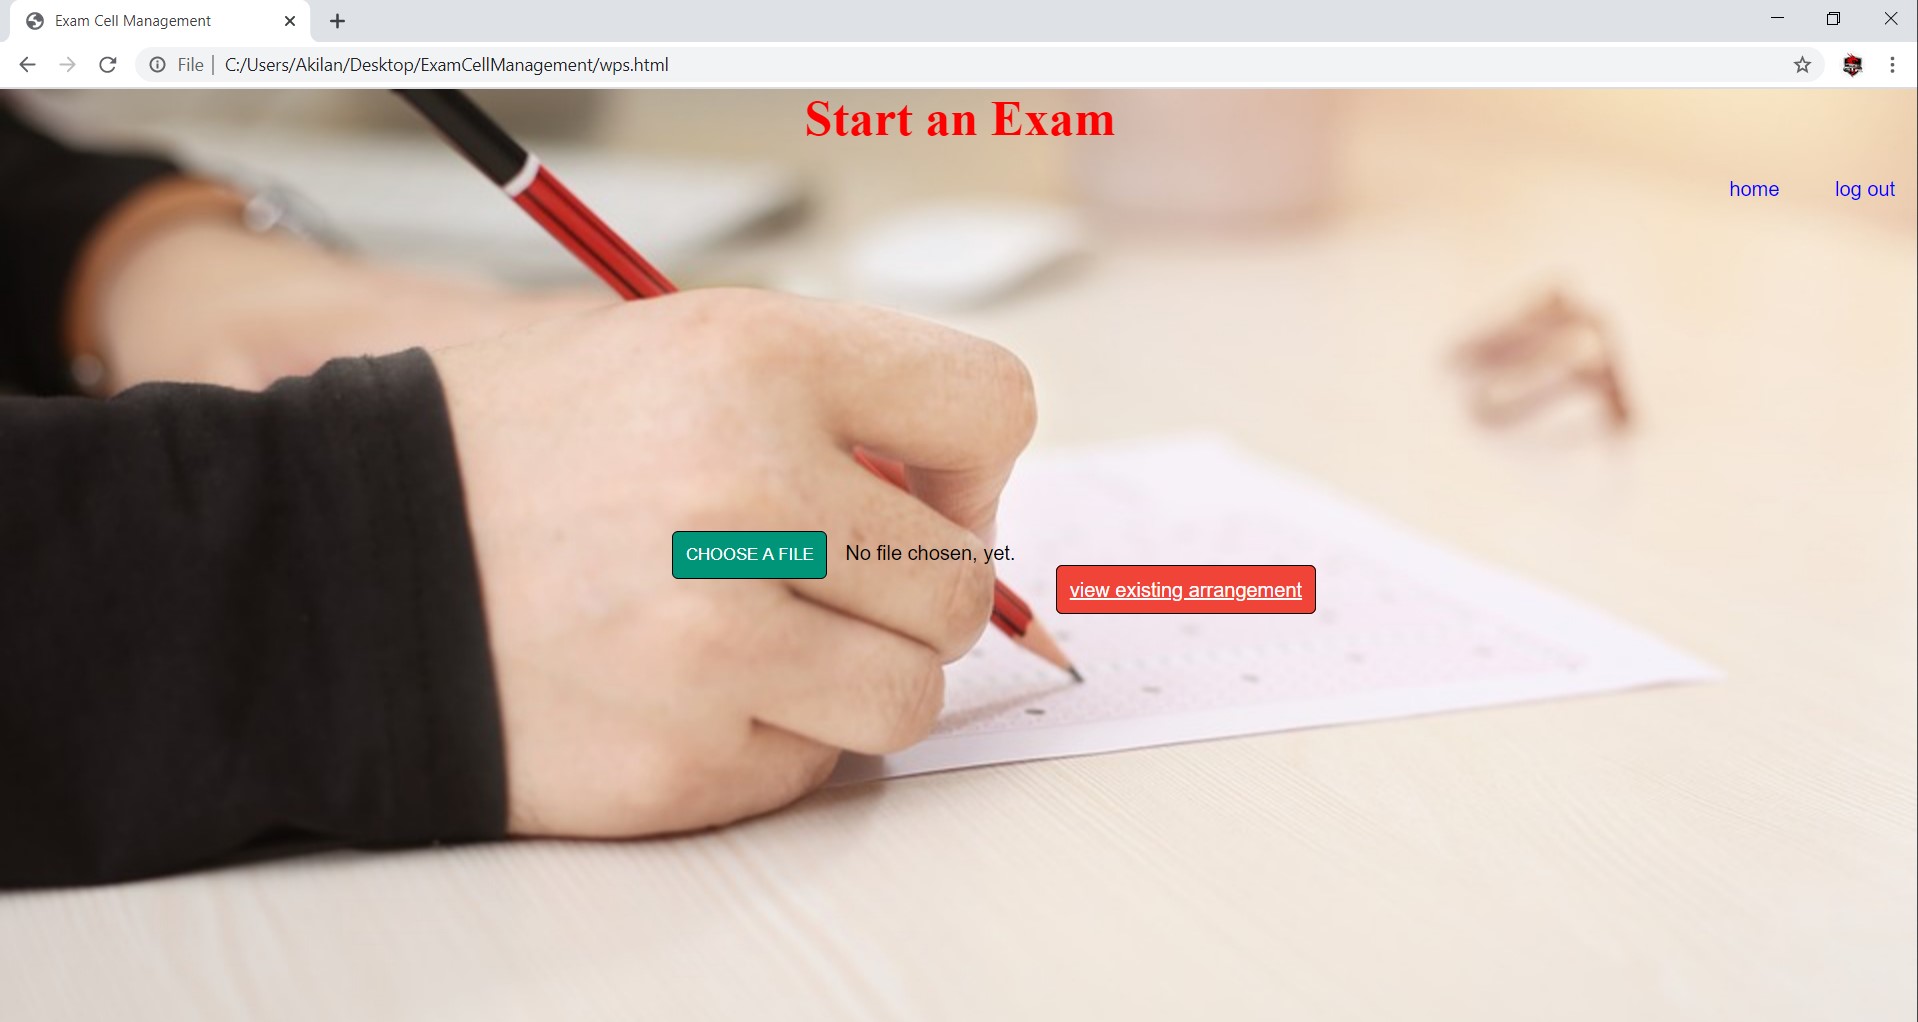 Exam Cell Management
File | C:/Users/Akilan/Desktop/ExamCellManagement/wps.html
Start an Exam
home log out
CHOOSE A FILE No file chosen, yet.
view existing arrangement